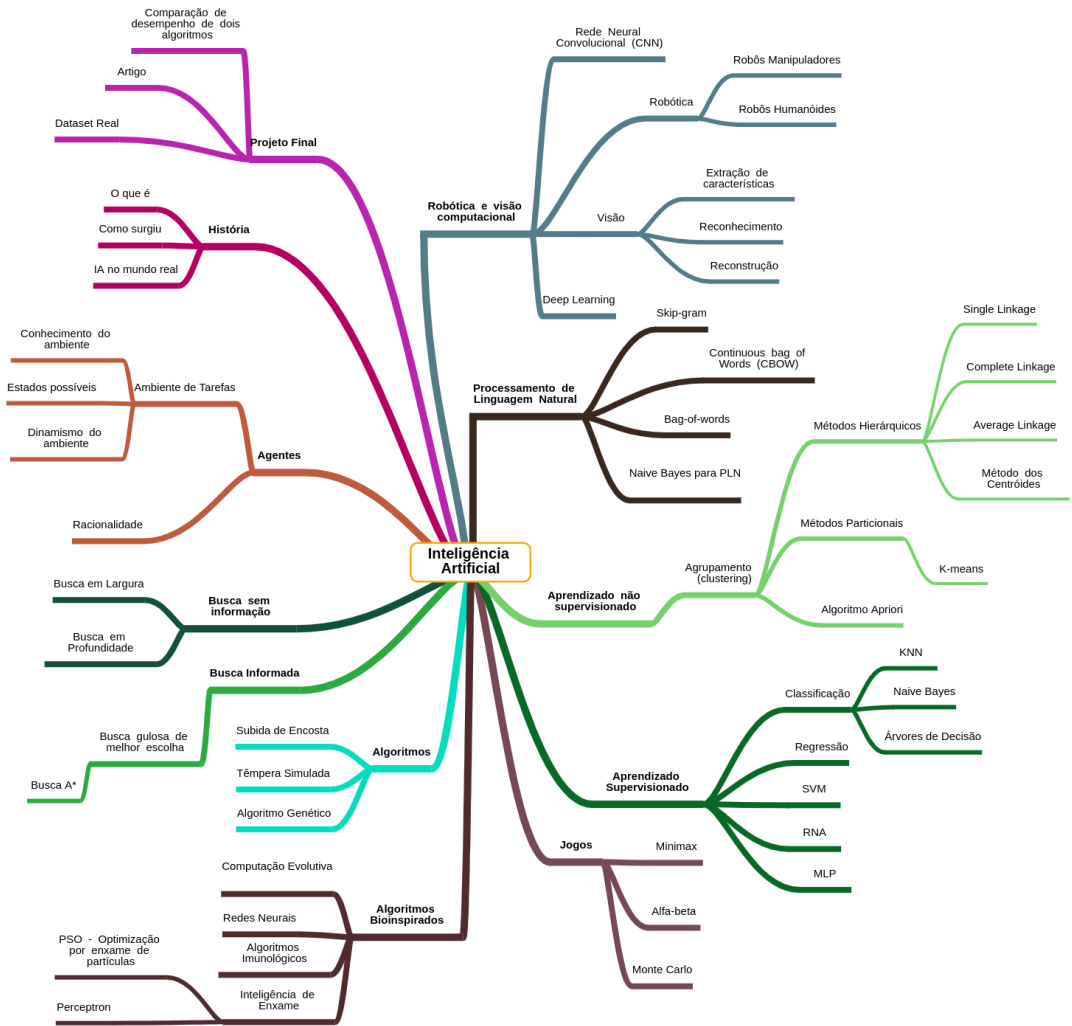 Comparação de
desempenho de dois
algoritmos
Artigo
Dataset Real
Projeto Final
O que é
Como surgiu
IA no mundo real
História
Conhecimento do
ambiente
Estados possíveis
Dinamismo do
ambiente
Ambiente de Tarefas
Racionalidade
Agentes
Busca em Largura
Busca em
Profundidade
Busca sem
informação
Busca Informada
Busca gulosa de
melhor escolha
Busca A*
Subida de Encosta
Têmpera Simulada
Algoritmo Genético
Algoritmos
Computação Evolutiva
Redes Neurais
Algoritmos
Imunológicos
Inteligência de
Enxame
PSO - Optimização
por enxame de
partículas
Perceptron
Algoritmos
Bioinspirados
Inteligência
Artificial
Robótica e visão
computacional
Rede Neural
Convolucional (CNN)
Robótica
Robôs Manipuladores
Robôs Humanóides
Visão
Extração de
características
Reconhecimento
Reconstrução
Deep Learning
Processamento de
Linguagem Natural
Skip-gram
Continuous bag of
Words (CBOW)
Bag-of-words
Naive Bayes para PLN
Aprendizado não
supervisionado
Agrupamento
(clustering)
Métodos Hierárquicos
Single Linkage
Complete Linkage
Average Linkage
Método dos
Centróides
Métodos Particionais
K-means
Algoritmo Apriori
Aprendizado
Supervisionado
Classificação
KNN
Naive Bayes
Árvores de Decisão
Regressão
SVM
RNA
MLP
Jogos
Minimax
Alfa-beta
Monte Carlo